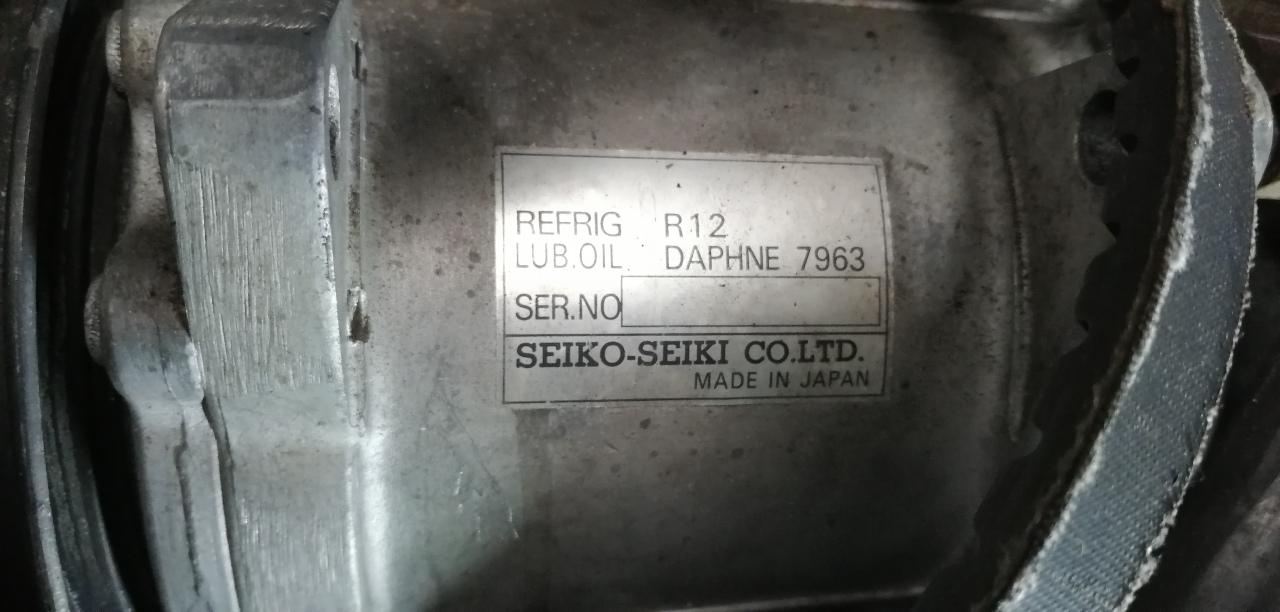 REFRIG R12
LUB.OIL DAPHNE 7963
SER.NO
SEIKO-SEIKI CO.LTD.
MADE IN JAPAN